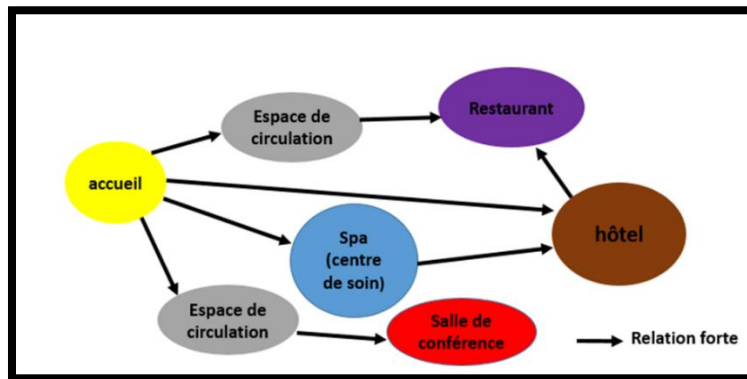 Espace de
circulation
Restaurant
accueil
Spa
(centre
de soin)
hôtel
Espace de
circulation
Salle de
conférence
Relation forte